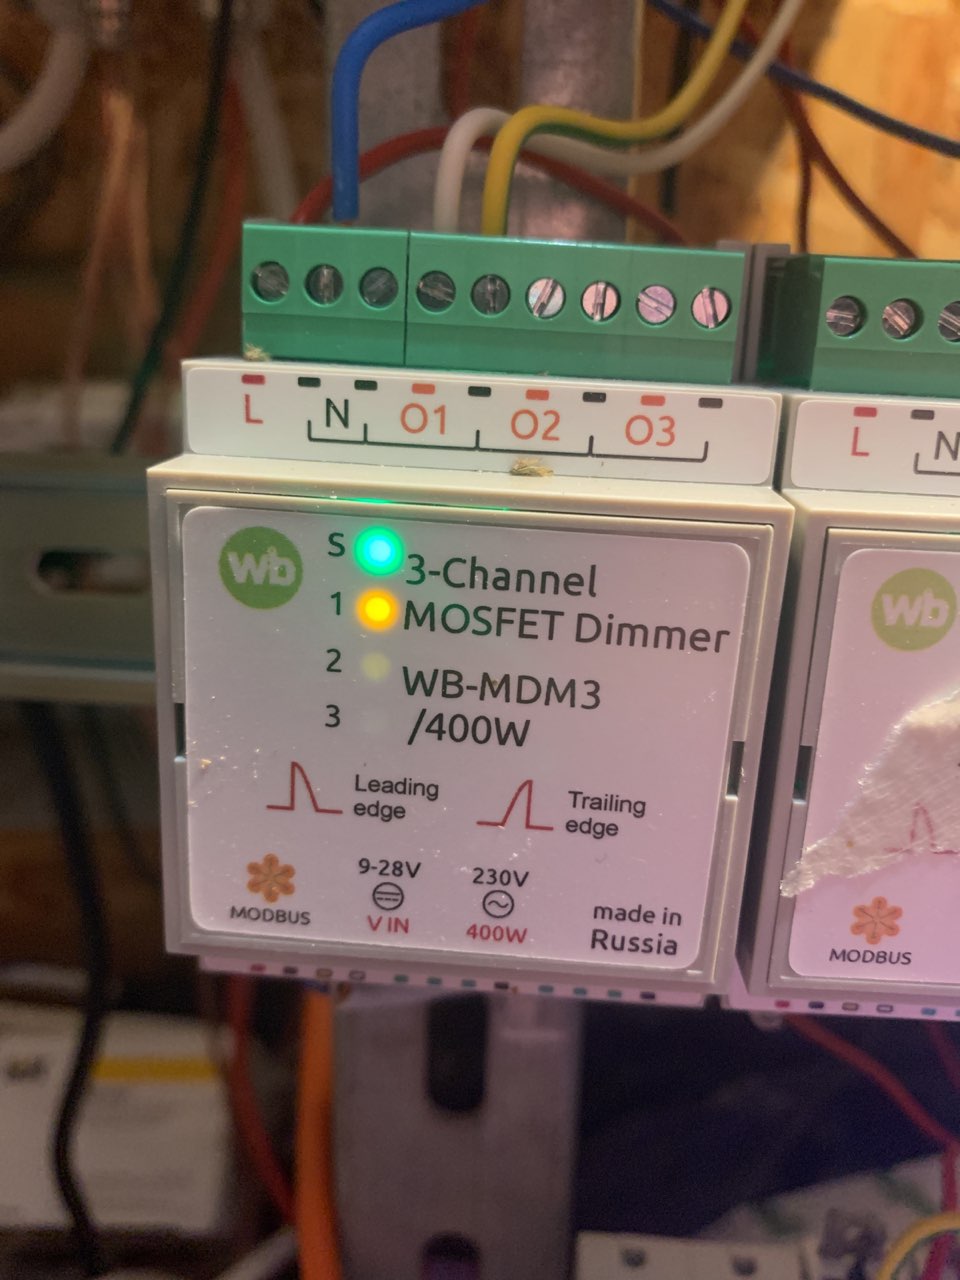 L N O1 O2 O3
L N
wb
S
1
2
3
3-Channel
MOSFET Dimmer
WB-MDM3
/400W
Leading
edge
Trailing
edge
MODBUS
9-28V
V IN
230V
400W
made in
Russia
wb
MODBUS